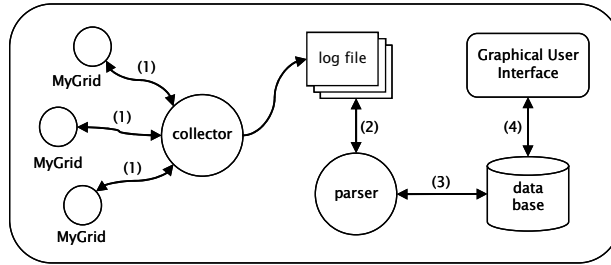 MyGrid
(1)
MyGrid
(1)
MyGrid
(1)
collector
log file
(2)
parser
(3)
Graphical User
Interface
(4)
data
base